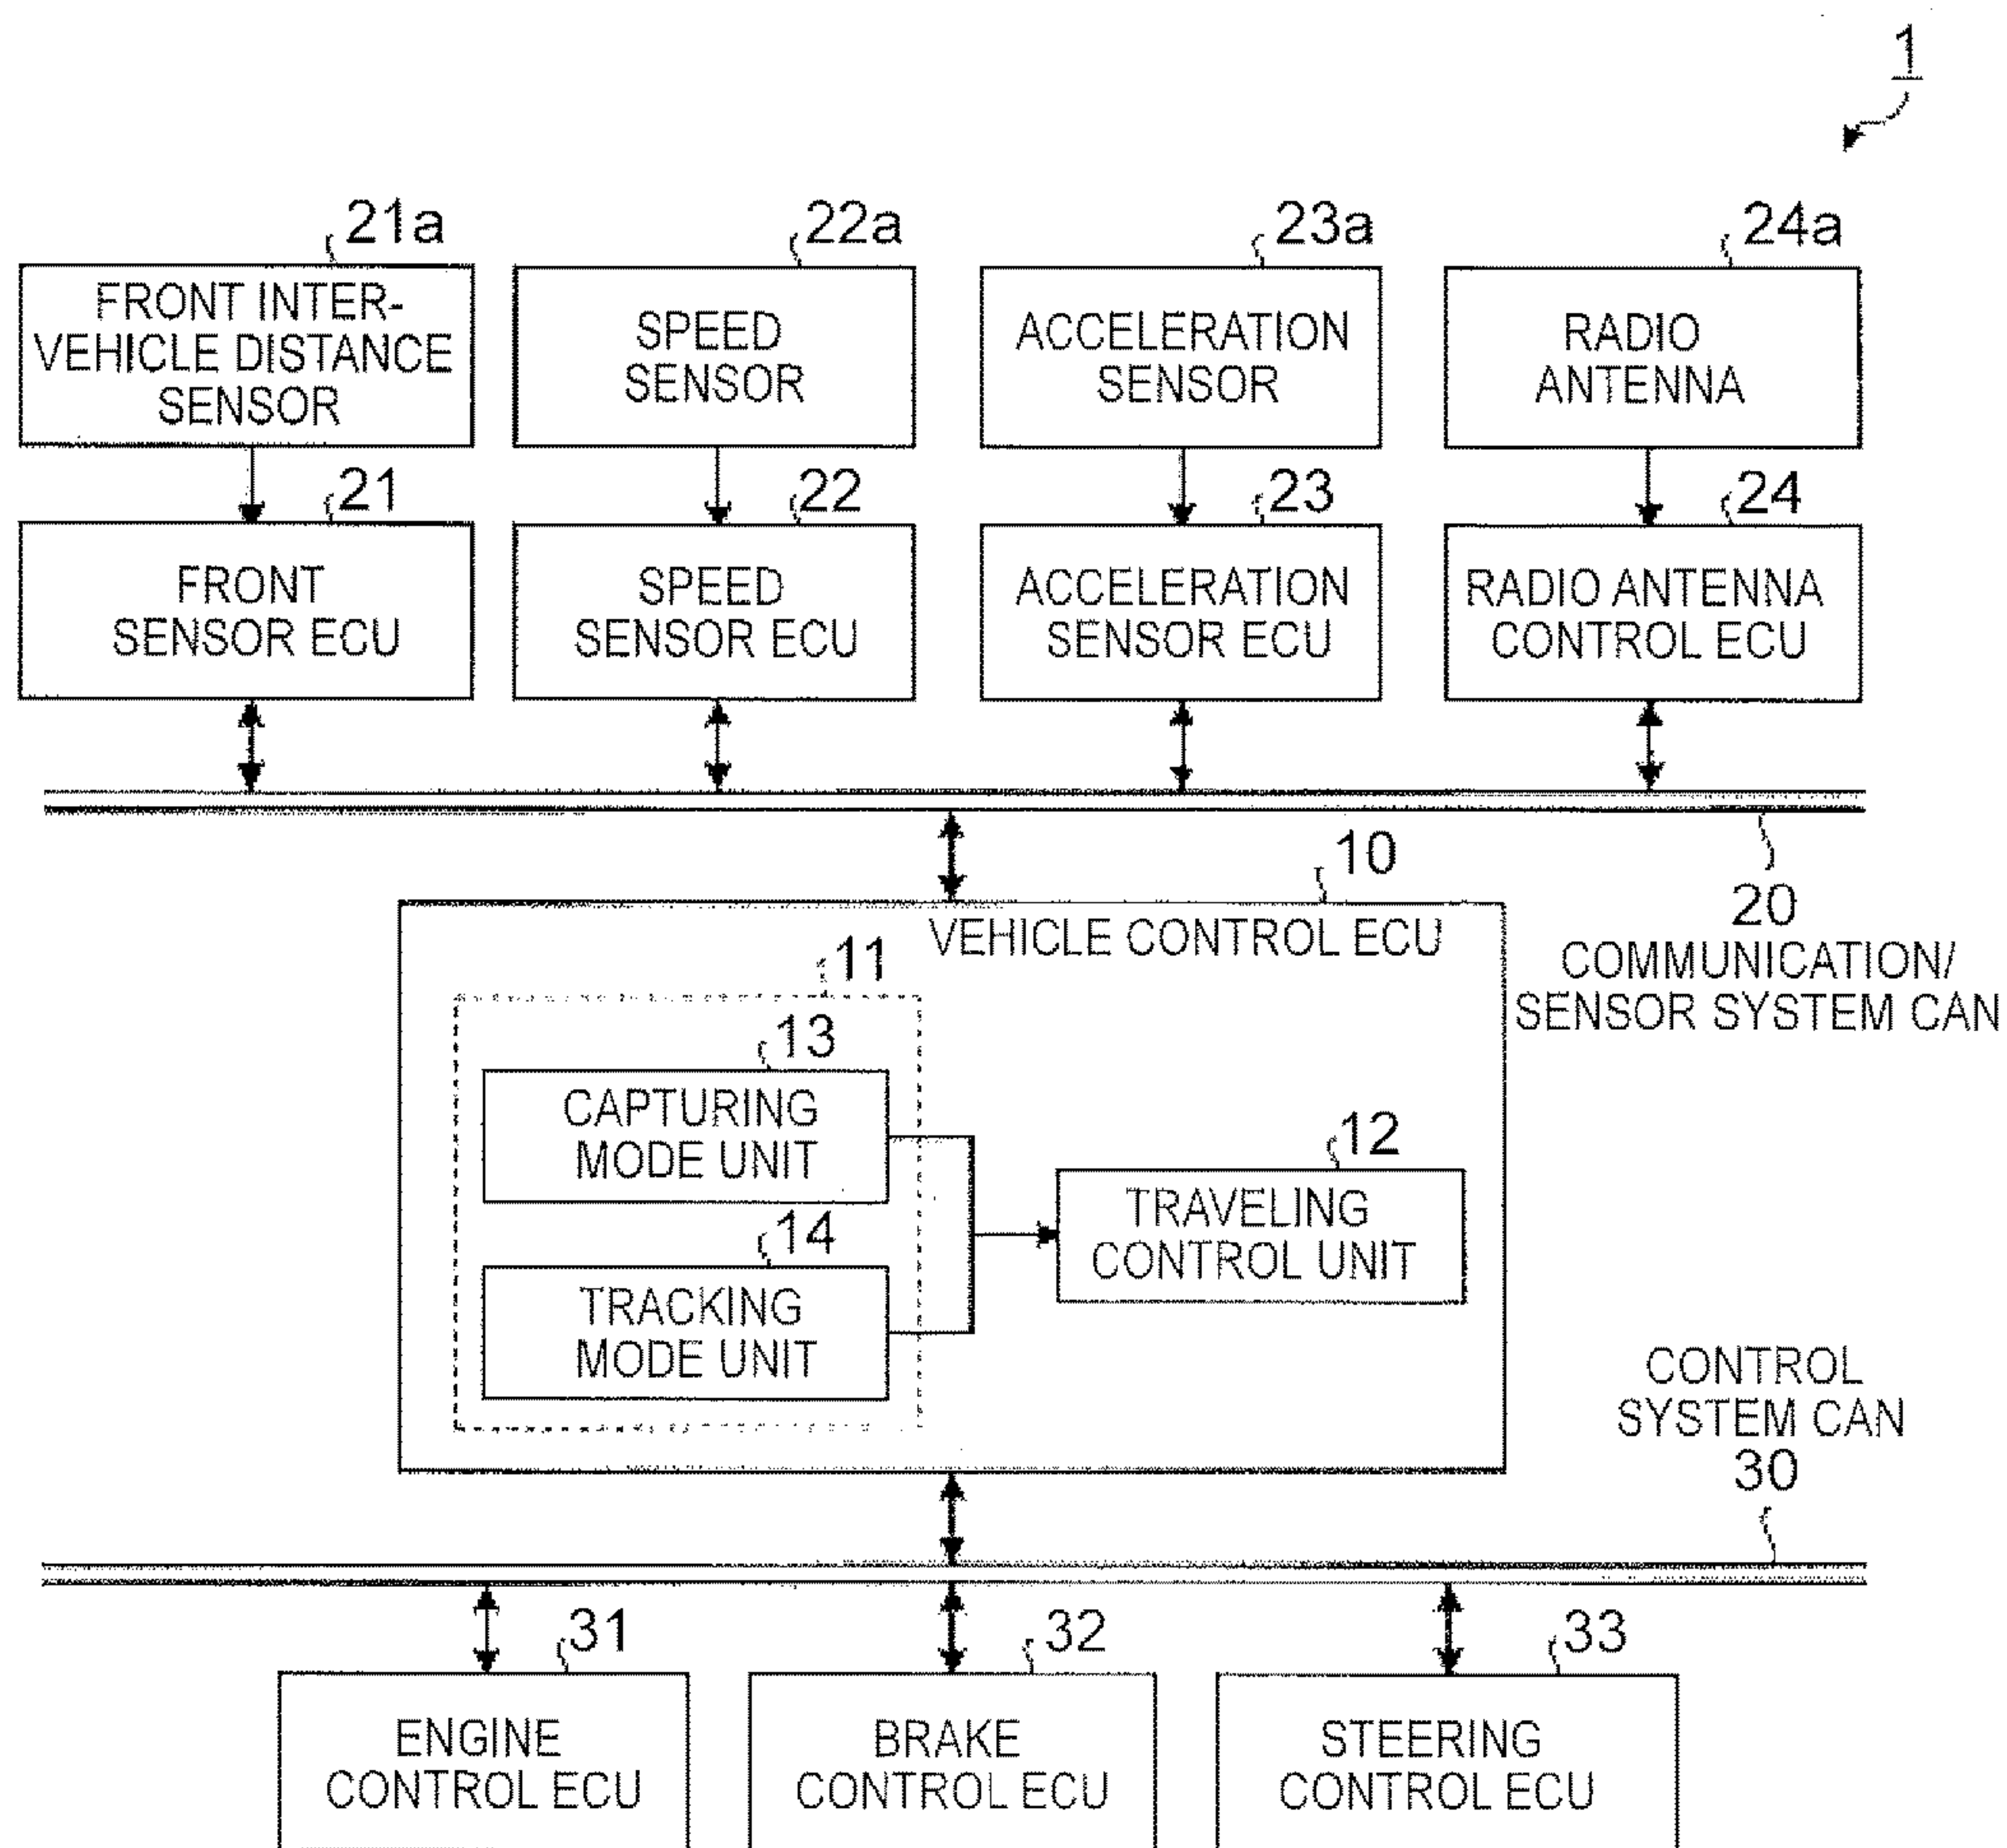 1
21a
22a
23a
24a
FRONT INTER-
VEHICLE DISTANCE
SENSOR
SPEED
SENSOR
ACCELERATION
SENSOR
RADIO
ANTENNA
21
22
23
24
FRONT
SENSOR ECU
SPEED
SENSOR ECU
ACCELERATION
SENSOR ECU
RADIO ANTENNA
CONTROL ECU
10
20
COMMUNICATION/
SENSOR SYSTEM CAN
VEHICLE CONTROL ECU
11
13
CAPTURING
MODE UNIT
12
TRAVELING
CONTROL UNIT
14
TRACKING
MODE UNIT
CONTROL
SYSTEM CAN
30
31
32
33
ENGINE
CONTROL ECU
BRAKE
CONTROL ECU
STEERING
CONTROL ECU